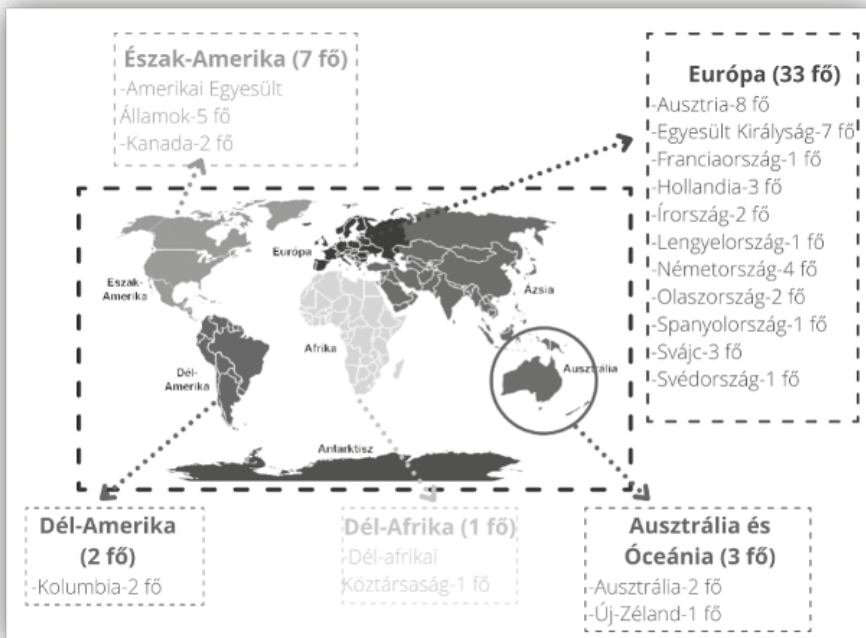 Észak-Amerika (7 fő)
-Amerikai Egyesült
Államok-5 fő
-Kanada-2 fő
Európa (33 fő)
-Ausztria-8 fő
-Egyesült Királyság-7 fő
-Franciaország-1 fő
-Hollandia-3 fő
-Írország-2 fő
-Lengyelország-1 fő
-Németország-4 fő
-Olaszország-2 fő
-Spanyolország-1 fő
-Svájc-3 fő
-Svédország-1 fő
Európa
Észak-
Amerika
Ázsia
Afrika
Dél-
Amerika
Ausztrália
Antarktisz
Dél-Amerika
(2 fő)
-Kolumbia-2 fő
Dél-Afrika (1 fő)
-Dél-afrikai
Köztársaság-1 fő
Ausztrália és
Óceánia (3 fő)
-Ausztrália-2 fő
-Új-Zéland-1 fő